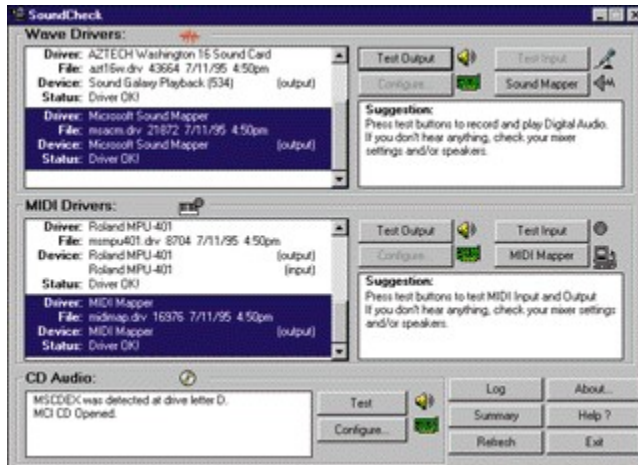 SoundCheck
Wave Drivers:
Driver: AZTECH Washington 16 Sound Card
File: azt16w.drv 43664 7/11/95 4:50pm
Device: Sound Galaxy Playback (534) (output)
Status: Driver OK!
Driver: Microsoft Sound Mapper
File: msacm.drv 21872 7/11/95 4:50pm
Device: Microsoft Sound Mapper (output)
Status: Driver OK!
Test Output
Test Input
Configure...
Sound Mapper
Suggestion:
Press test buttons to record and play Digital Audio.
If you don't hear anything, check your mixer
settings and/or speakers.
MIDI Drivers:
Driver: Roland MPU-401
File: msmpu401.drv 8704 7/11/95 4:50pm
Device: Roland MPU-401 (output)
Roland MPU-401 (input)
Status: Driver OK!
Driver: MIDI Mapper
File: midimap.drv 16976 7/11/95 4:50pm
Device: MIDI Mapper (output)
Status: Driver OK!
Test Output
Test Input
Configure...
MIDI Mapper
Suggestion:
Press test buttons to test MIDI Input and Output
If you don't hear anything, check your mixer settings
and/or speakers.
CD Audio:
MSCDEX was detected at drive letter D.
MCI CD Opened.
Test
Configure...
Log
About...
Summary
Help ?
Refresh
Exit